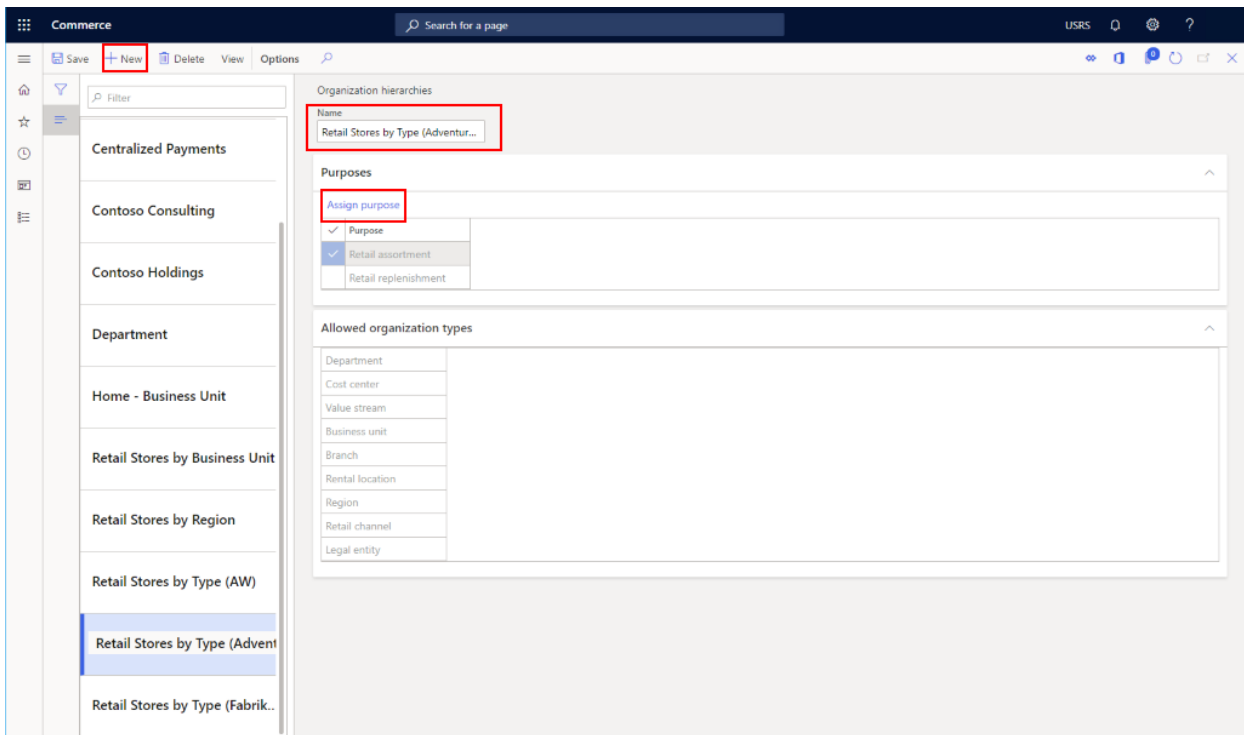 Commerce
Search for a page
USRS
?
Save
New
Delete
View
Options
0
Filter
Centralized Payments
Contoso Consulting
Contoso Holdings
Department
Home - Business Unit
Retail Stores by Business Unit
Retail Stores by Region
Retail Stores by Type (AW)
Retail Stores by Type (Advent
Retail Stores by Type (Fabrik..
Organization hierarchies
Name
Retail Stores by Type (Adventur...
Purposes
Assign purpose
Purpose
Retail assortment
Retail replenishment
Allowed organization types
Department
Cost center
Value stream
Business unit
Branch
Rental location
Region
Retail channel
Legal entity